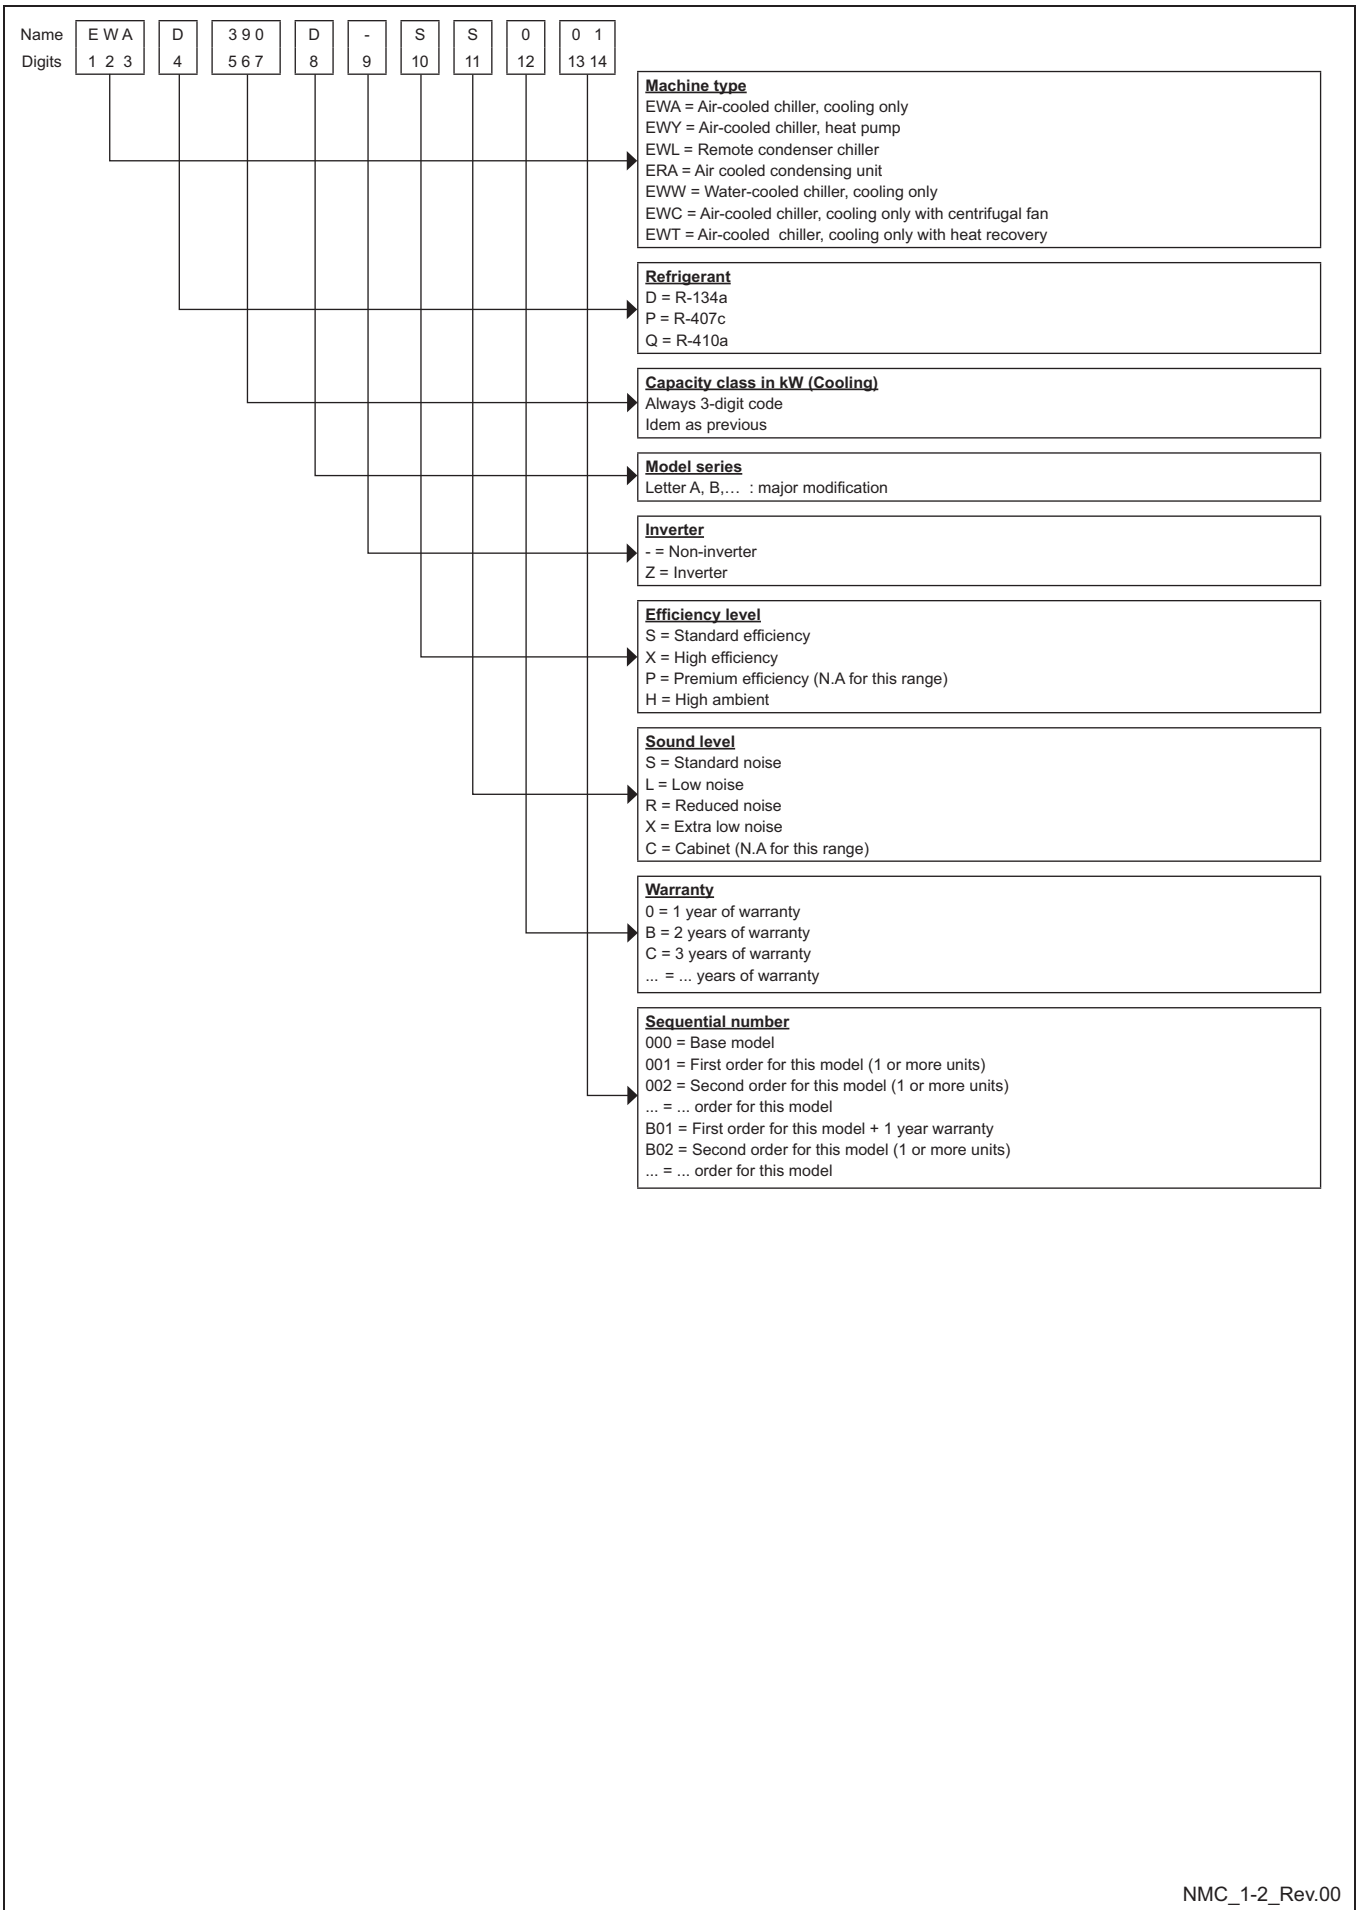 Name E W A D 3 9 0 D - S S 0 0 1
Digits 1 2 3 4 5 6 7 8 9 10 11 12 13 14
Machine type
EWA = Air-cooled chiller, cooling only
EWY = Air-cooled chiller, heat pump
EWL = Remote condenser chiller
ERA = Air cooled condensing unit
EWW = Water-cooled chiller, cooling only
EWC = Air-cooled chiller, cooling only with centrifugal fan
EWT = Air-cooled chiller, cooling only with heat recovery
Refrigerant
D = R-134a
P = R-407c
Q = R-410a
Capacity class in kW (Cooling)
Always 3-digit code
Idem as previous
Model series
Letter A, B,… : major modification
Inverter
- = Non-inverter
Z = Inverter
Efficiency level
S = Standard efficiency
X = High efficiency
P = Premium efficiency (N.A for this range)
H = High ambient
Sound level
S = Standard noise
L = Low noise
R = Reduced noise
X = Extra low noise
C = Cabinet (N.A for this range)
Warranty
0 = 1 year of warranty
B = 2 years of warranty
C = 3 years of warranty
... = ... years of warranty
Sequential number
000 = Base model
001 = First order for this model (1 or more units)
002 = Second order for this model (1 or more units)
... = ... order for this model
B01 = First order for this model + 1 year warranty
B02 = Second order for this model (1 or more units)
... = ... order for this model
NMC_1-2_Rev.00